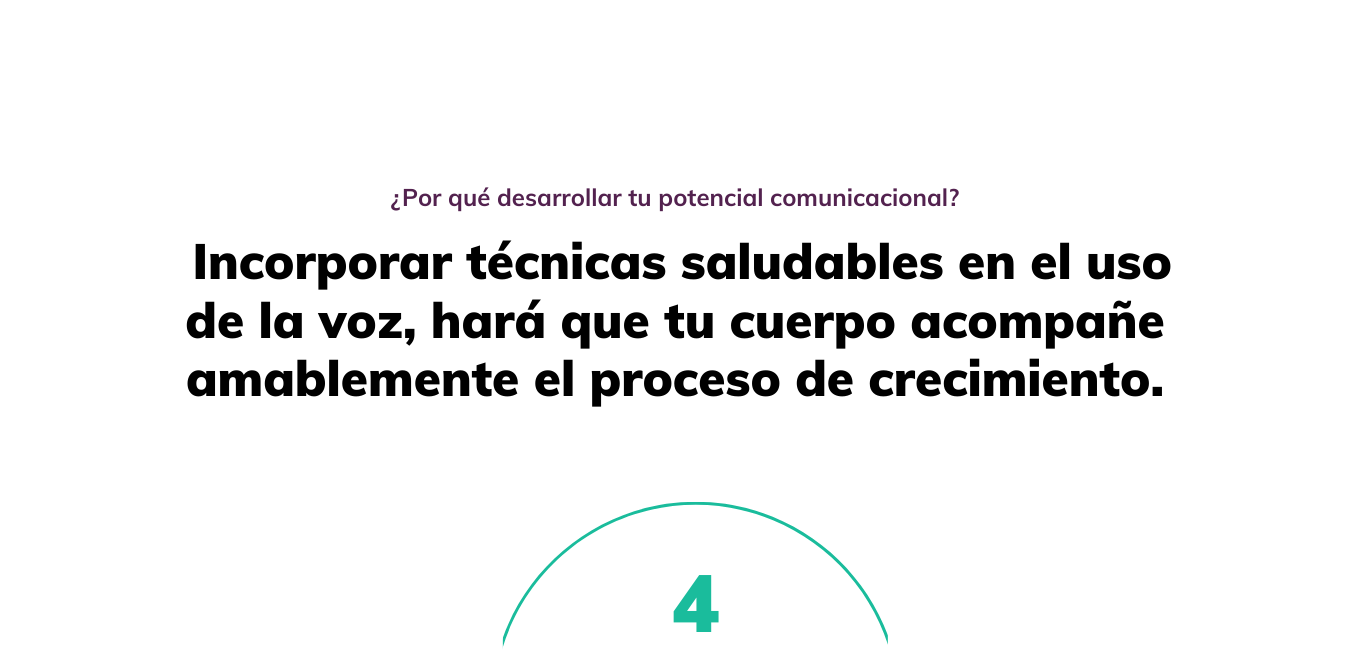 ¿Por qué desarrollar tu potencial comunicacional?
Incorporar técnicas saludables en el uso
de la voz, hará que tu cuerpo acompañe
amablemente el proceso de crecimiento.
4